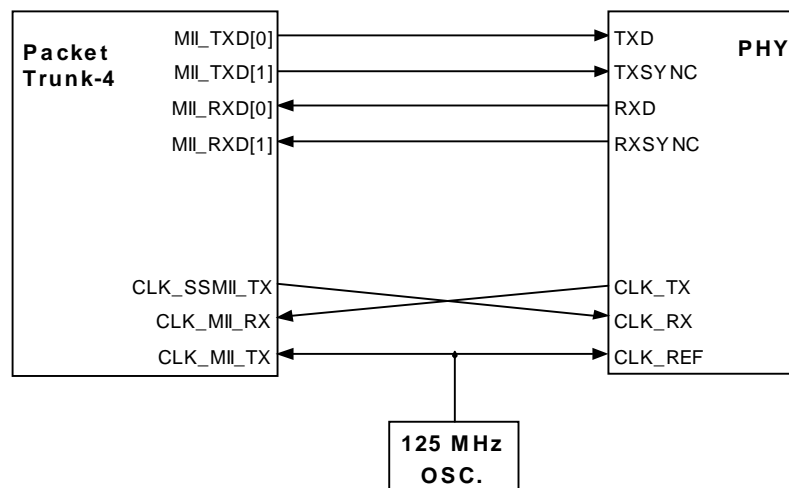 Packet
Trunk-4
MII_TXD[0]
MII_TXD[1]
MII_RXD[0]
MII_RXD[1]
CLK_SSMII_TX
CLK_MII_RX
CLK_MII_TX
TXD
TXSYNC
RXD
RXSYNC
CLK_TX
CLK_RX
CLK_REF
PHY
125 MHz
OSC.